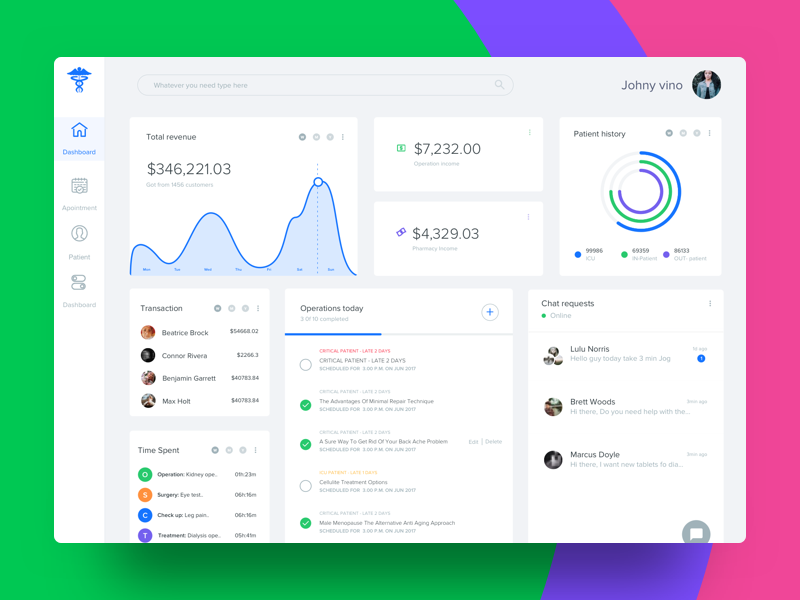 Whatever you need type here
Johny vino
Dashboard
Apointment
Patient
Dashboard
Total revenue
$346,221.03
Got from 1456 customers
Mon Tue Wed Thu Fri Sat Sun
$7,232.00
Operation income
$4,329.03
Pharmacy Income
Patient history
99986
ICU
69359
IN-Patient
86133
OUT- patient
Transaction
Beatrice Brock $54668.02
Connor Rivera $2266.3
Benjamin Garrett $40783.84
Max Holt $40783.84
Time Spent
O Operation: Kidney ope.. 01h:23m
S Surgery: Eye test.. 06h:16m
C Check up: Leg pain.. 06h:16m
T Treatment: Dialysis ope.. 05h:41m
Operations today
3 Of 10 completed
CRITICAL PATIENT - LATE 2 DAYS
CRITICAL PATIENT - LATE 2 DAYS
SCHEDULED FOR 3.00 P.M. ON JUN 2017
CRITICAL PATIENT - LATE 2 DAYS
The Advantages Of Minimal Repair Technique
SCHEDULED FOR 3.00 P.M. ON JUN 2017
CRITICAL PATIENT - LATE 2 DAYS
A Sure Way To Get Rid Of Your Back Ache Problem Edit | Delete
SCHEDULED FOR 3.00 P.M. ON JUN 2017
ICU PATIENT - LATE 2 DAYS
Cellulite Treatment Options
SCHEDULED FOR 3.00 P.M. ON JUN 2017
CRITICAL PATIENT - LATE 2 DAYS
Male Menopause The Alternative Anti Aging Approach
SCHEDULED FOR 3.00 P.M. ON JUN 2017
Chat requests
Online
Lulu Norris
Hello guy today take 3 min Jog
Brett Woods
Hi there, Do you need help with the...
Marcus Doyle
Hi there, I want new tablets fo dia...